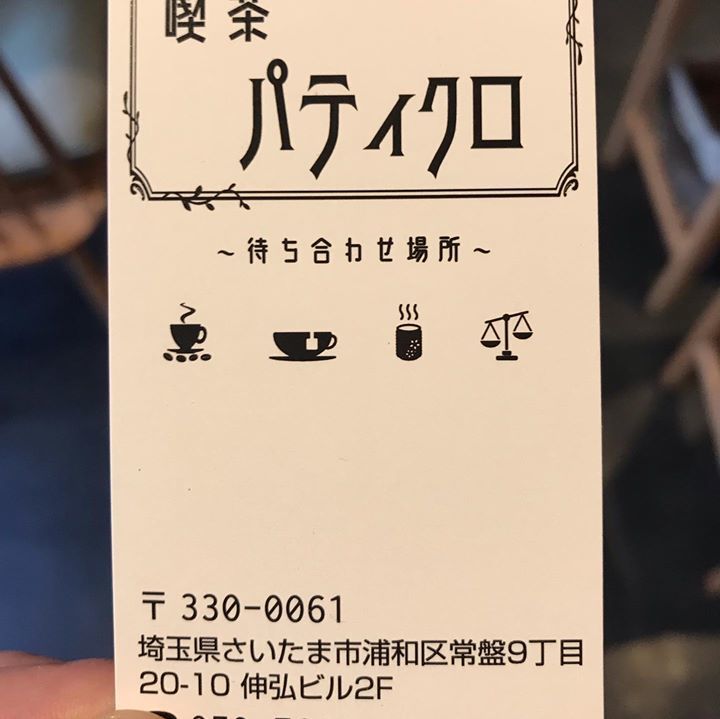 喫茶
パティクロ
~待ち合わせ場所~
〒 330-0061
埼玉県さいたま市浦和区常盤9丁目
20-10 伸弘ビル2F